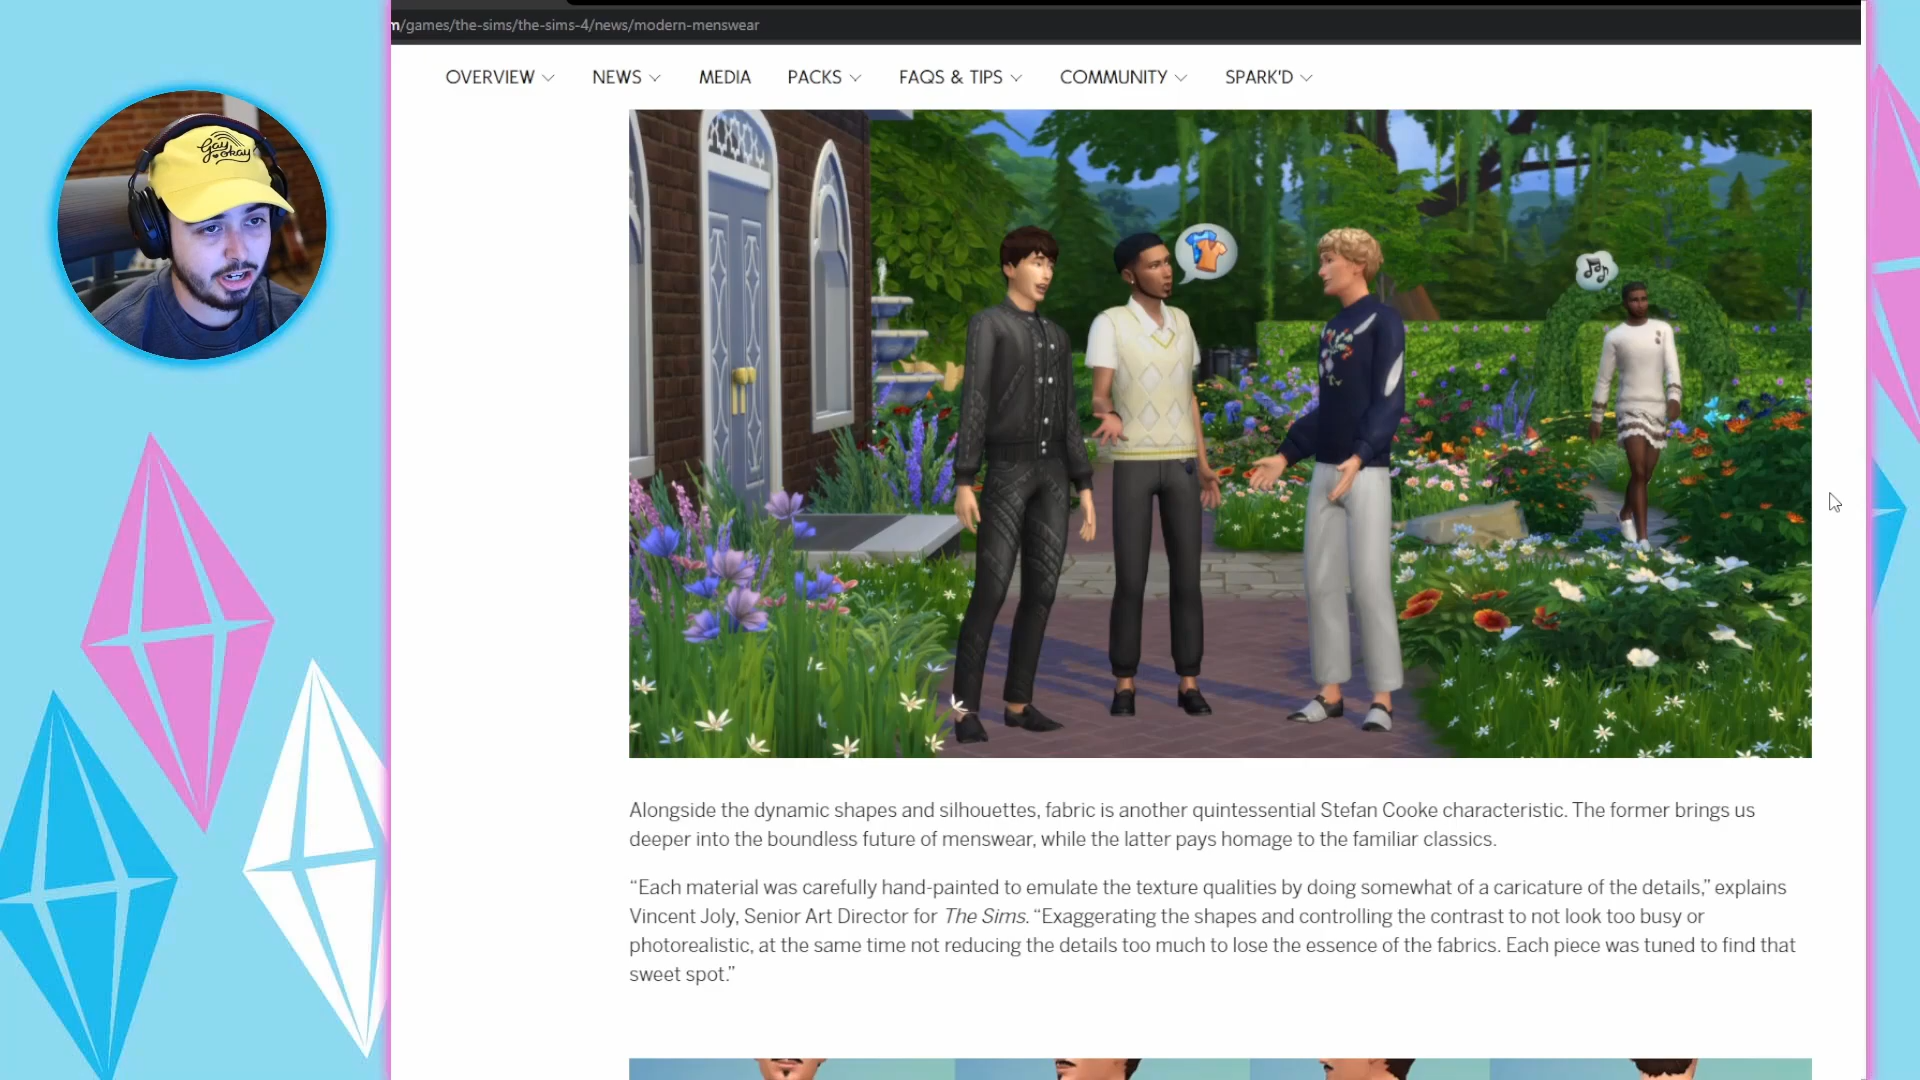 m/games/the-sims/the-sims-4/news/modern-menswear
OVERVIEW NEWS MEDIA PACKS FAQS & TIPS COMMUNITY SPARK'D
Gay
okay
Alongside the dynamic shapes and silhouettes, fabric is another quintessential Stefan Cooke characteristic. The former brings us
deeper into the boundless future of menswear, while the latter pays homage to the familiar classics.
“Each material was carefully hand-painted to emulate the texture qualities by doing somewhat of a caricature of the details,” explains
Vincent Joly, Senior Art Director for The Sims. “Exaggerating the shapes and controlling the contrast to not look too busy or
photorealistic, at the same time not reducing the details too much to lose the essence of the fabrics. Each piece was tuned to find that
sweet spot.”